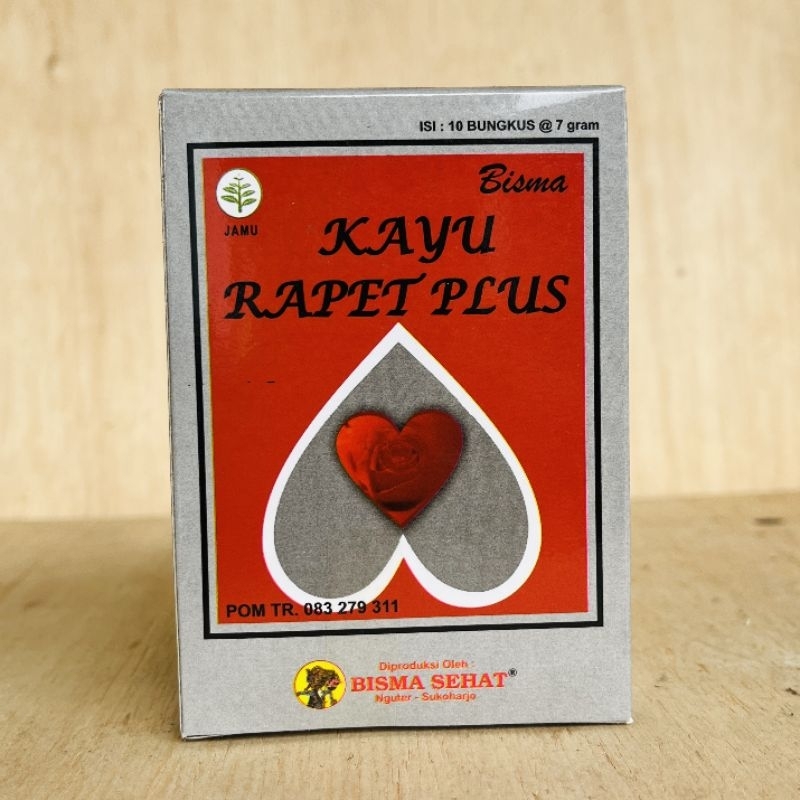 ISI : 10 BUNGKUS @ 7 gram
Bisma
JAMU
KAYU
RAPET PLUS
POM TR. 083 279 311
Diproduksi Oleh :
BISMA SEHAT®
Nguter - Sukoharjo